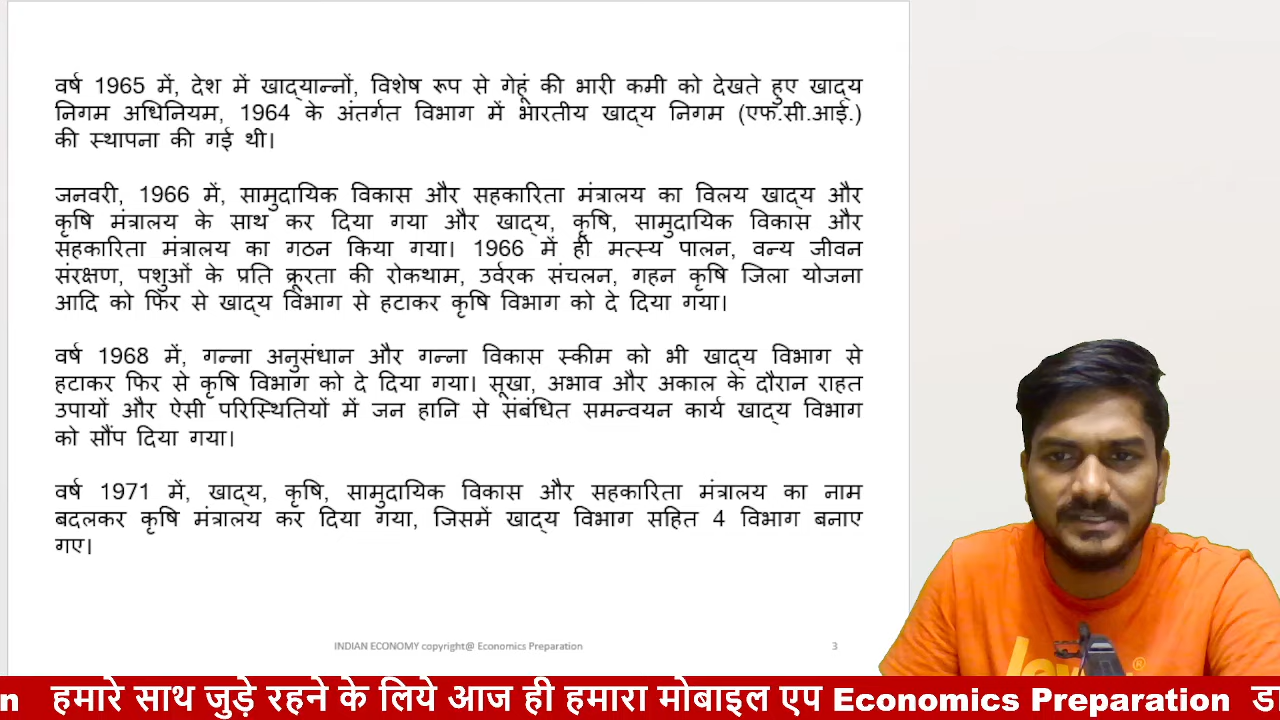 वर्ष 1965 में, देश में खाद्यान्नों, विशेष रूप से गेहूं की भारी कमी को देखते हुए खाद्य
निगम अधिनियम, 1964 के अंतर्गत विभाग में भारतीय खाद्य निगम (एफ.सी.आई.)
की स्थापना की गई थी।
जनवरी, 1966 में, सामुदायिक विकास और सहकारिता मंत्रालय का विलय खाद्य और
कृषि मंत्रालय के साथ कर दिया गया और खाद्य, कृषि, सामुदायिक विकास और
सहकारिता मंत्रालय का गठन किया गया। 1966 में ही मत्स्य पालन, वन्य जीवन
संरक्षण, पशुओं के प्रति क्रूरता की रोकथाम, उर्वरक संचलन, गहन कृषि जिला योजना
आदि को फिर से खाद्य विभाग से हटाकर कृषि विभाग को दे दिया गया।
वर्ष 1968 में, गन्ना अनुसंधान और गन्ना विकास स्कीम को भी खाद्य विभाग से
हटाकर फिर से कृषि विभाग को दे दिया गया। सूखा, अभाव और अकाल के दौरान राहत
उपायों और ऐसी परिस्थितियों में जन हानि से संबंधित समन्वयन कार्य खाद्य विभाग
को सौंप दिया गया।
वर्ष 1971 में, खाद्य, कृषि, सामुदायिक विकास और सहकारिता मंत्रालय का नाम
बदलकर कृषि मंत्रालय कर दिया गया, जिसमें खाद्य विभाग सहित 4 विभाग बनाए
गए।
INDIAN ECONOMY copyright@ Economics Preparation 3
n हमारे साथ जुड़े रहने के लिये आज ही हमारा मोबाइल एप Economics Preparation